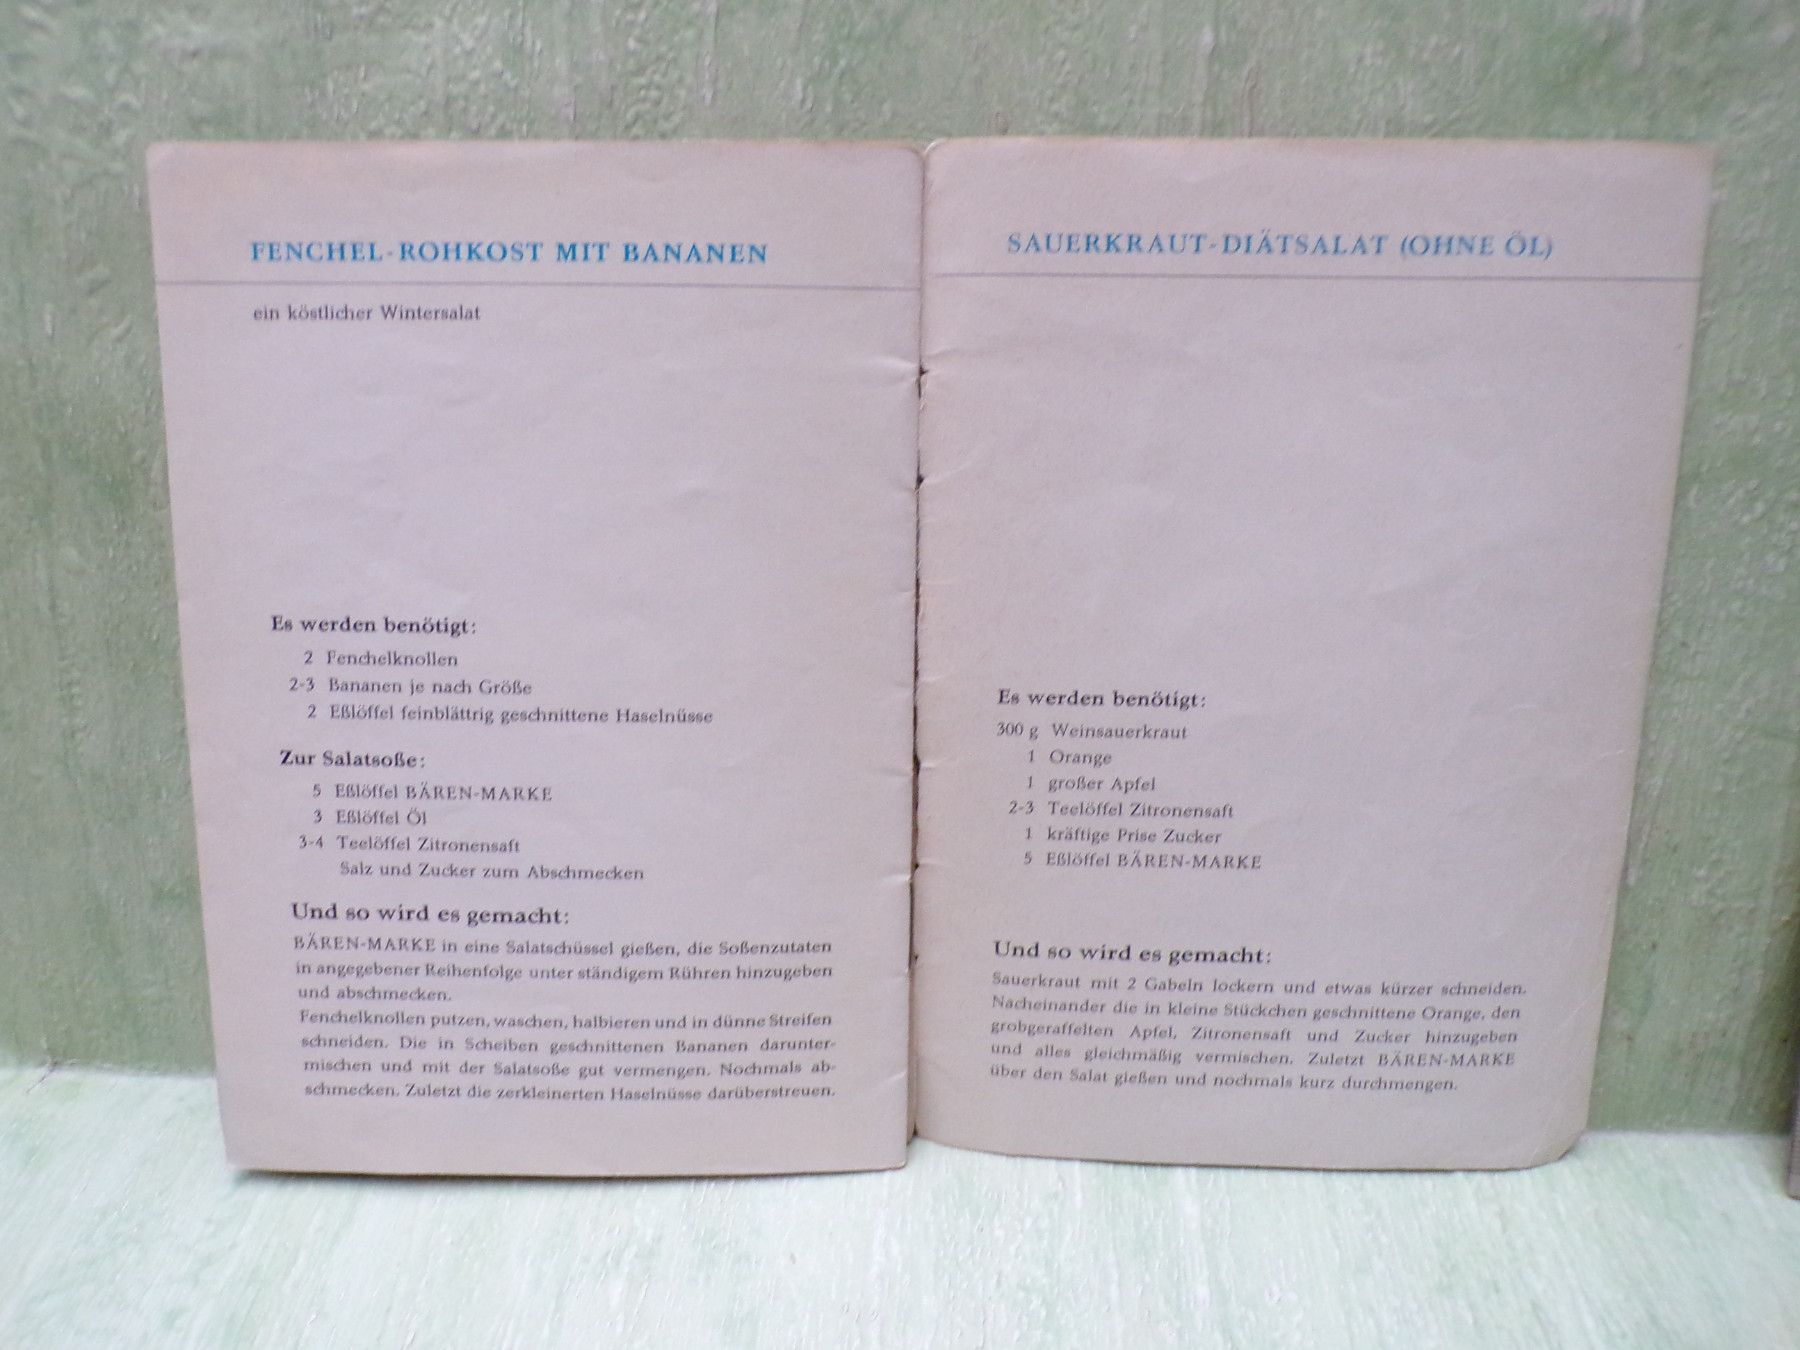 FENCHEL-ROHKOST MIT BANANEN
ein köstlicher Wintersalat
Es werden benötigt:
2 Fenchelknollen
2-3 Bananen je nach Größe
2 Eßlöffel feinblättrig geschnittene Haselnüsse
Zur Salatsoße:
5 Eßlöffel BÄREN-MARKE
3 Eßlöffel Öl
3-4 Teelöffel Zitronensaft
Salz und Zucker zum Abschmecken
Und so wird es gemacht:
BÄREN-MARKE in eine Salatschüssel gießen, die Soßenzutaten
in angegebener Reihenfolge unter ständigem Rühren hinzugeben
und abschmecken.
Fenchelknollen putzen, waschen, halbieren und in dünne Streifen
schneiden. Die in Scheiben geschnittenen Bananen darunter-
mischen und mit der Salatsoße gut vermengen. Nochmals ab-
schmecken. Zuletzt die zerkleinerten Haselnüsse darüberstreuen.
SAUERKRAUT-DIÄTSALAT (OHNE ÖL)
Es werden benötigt:
300 g Weinsauerkraut
1 Orange
1 großer Apfel
2-3 Teelöffel Zitronensaft
1 kräftige Prise Zucker
5 Eßlöffel BÄREN-MARKE
Und so wird es gemacht:
Sauerkraut mit 2 Gabeln lockern und etwas kürzer schneiden.
Nacheinander die in kleine Stückchen geschnittene Orange, den
grobgeraffelten Apfel, Zitronensaft und Zucker hinzugeben
und alles gleichmäßig vermischen. Zuletzt BÄREN-MARKE
über den Salat gießen und nochmals kurz durchmengen.